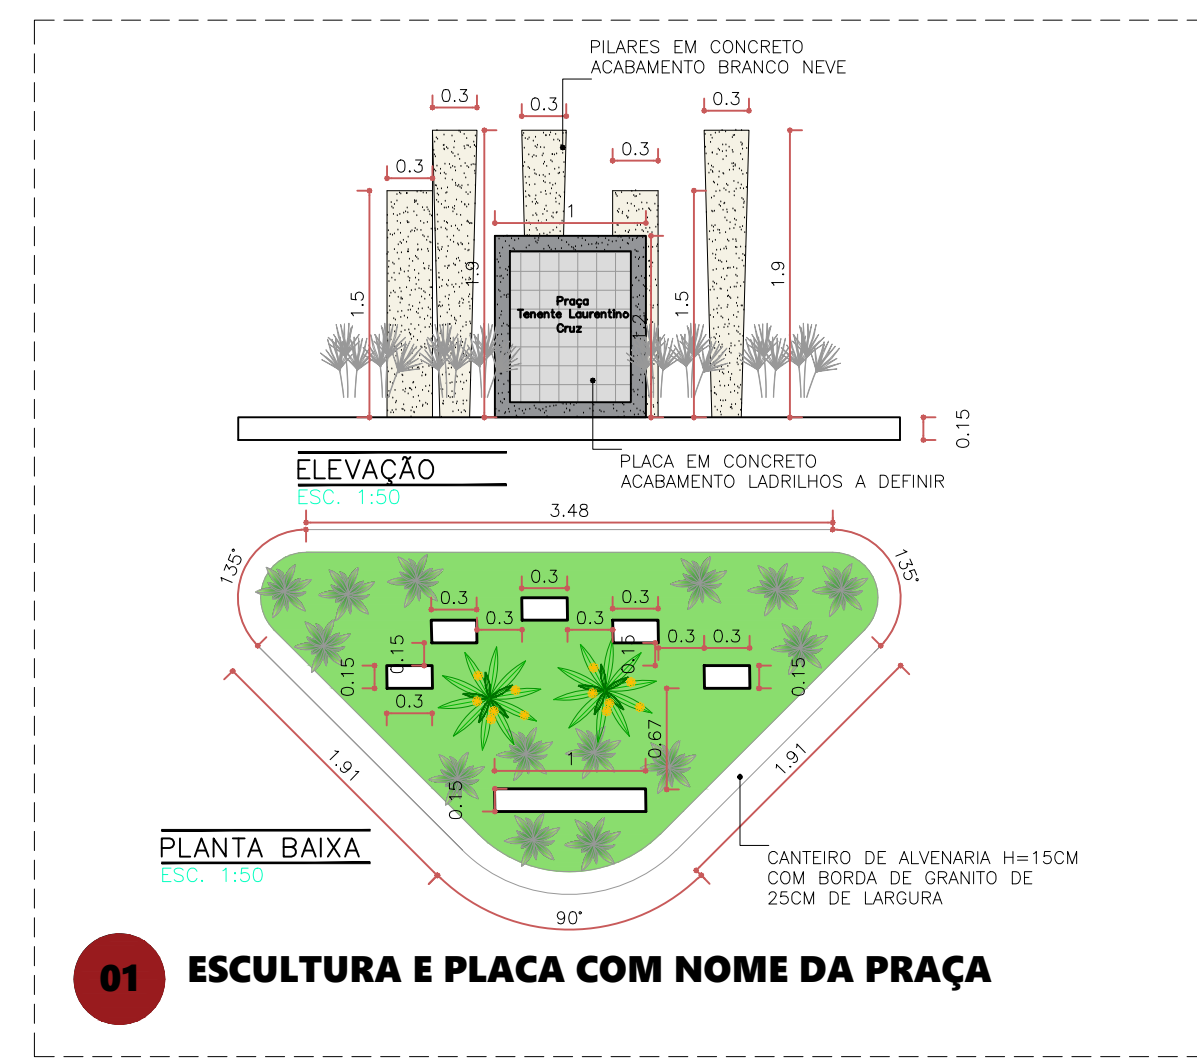 PILARES EM CONCRETO
ACABAMENTO BRANCO NEVE
0.3
0.3
0.3
0.3
0.3
1
1.9
1.5
1.2
1.5
1.9
Praça
Tenente Laurentino
Cruz
0.15
PLACA EM CONCRETO
ACABAMENTO LADRILHOS A DEFINIR
ELEVAÇÃO
ESC. 1:50
3.48
135°
135°
0.3
0.3
0.3
0.3
0.3
0.3
0.3
0.15
0.15
0.15
0.15
0.3
0.67
1
0.15
1.91
1.91
PLANTA BAIXA
ESC. 1:50
CANTEIRO DE ALVENARIA H=15CM
COM BORDA DE GRANITO DE
25CM DE LARGURA
90°
01 ESCULTURA E PLACA COM NOME DA PRAÇA